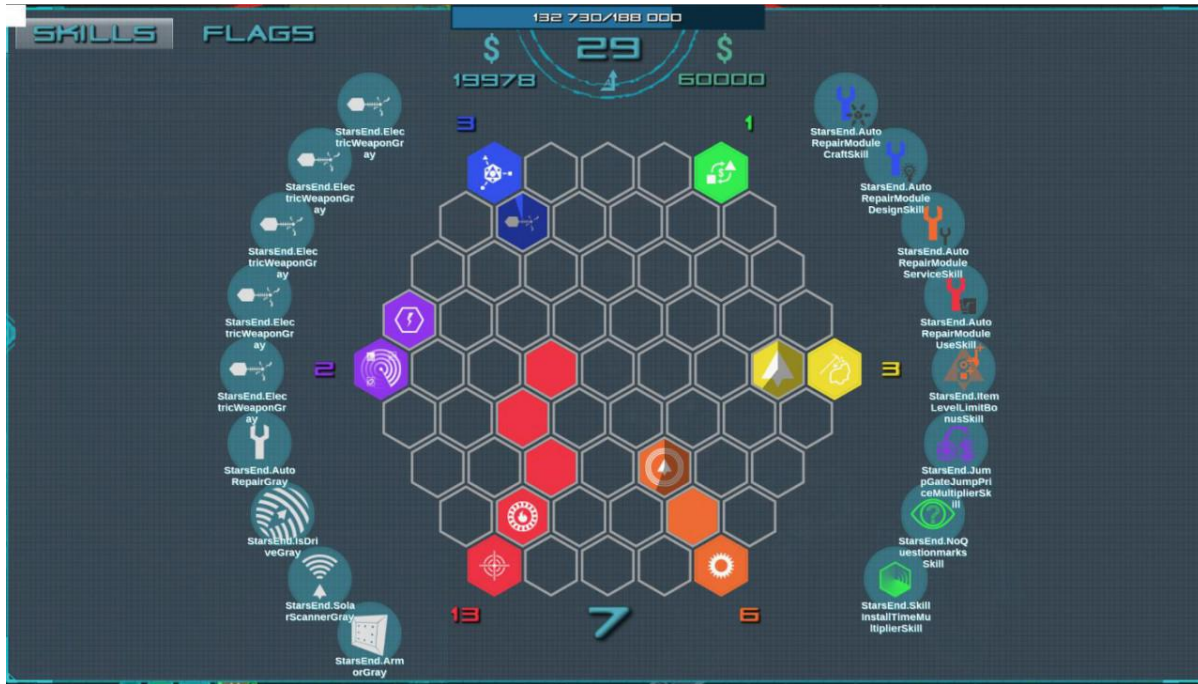 132 730/188 000
SKILLS
FLAGS
$
29
$
19978
60000
StarsEnd.Elec
tricWeaponGr
ay
StarsEnd.Elec
tricWeaponGr
ay
StarsEnd.Elec
tricWeaponGr
ay
StarsEnd.Elec
tricWeaponGr
ay
StarsEnd.Elec
tricWeaponGr
ay
StarsEnd.Auto
RepairGray
StarsEnd.IsDri
veGray
StarsEnd.Sola
rScannerGray
StarsEnd.Arm
orGray
3
1
2
3
13
7
6
StarsEnd.Auto
RepairModule
CraftSkill
StarsEnd.Auto
RepairModule
DesignSkill
StarsEnd.Auto
RepairModule
ServiceSkill
StarsEnd.Auto
RepairModule
UseSkill
StarsEnd.Item
LevelLimitBo
nusSkill
StarsEnd.Jum
pGateJumpPri
ceMultiplierSk
ill
StarsEnd.NoQ
uestionmarks
Skill
StarsEnd.Skill
InstallTimeMu
ltiplierSkill